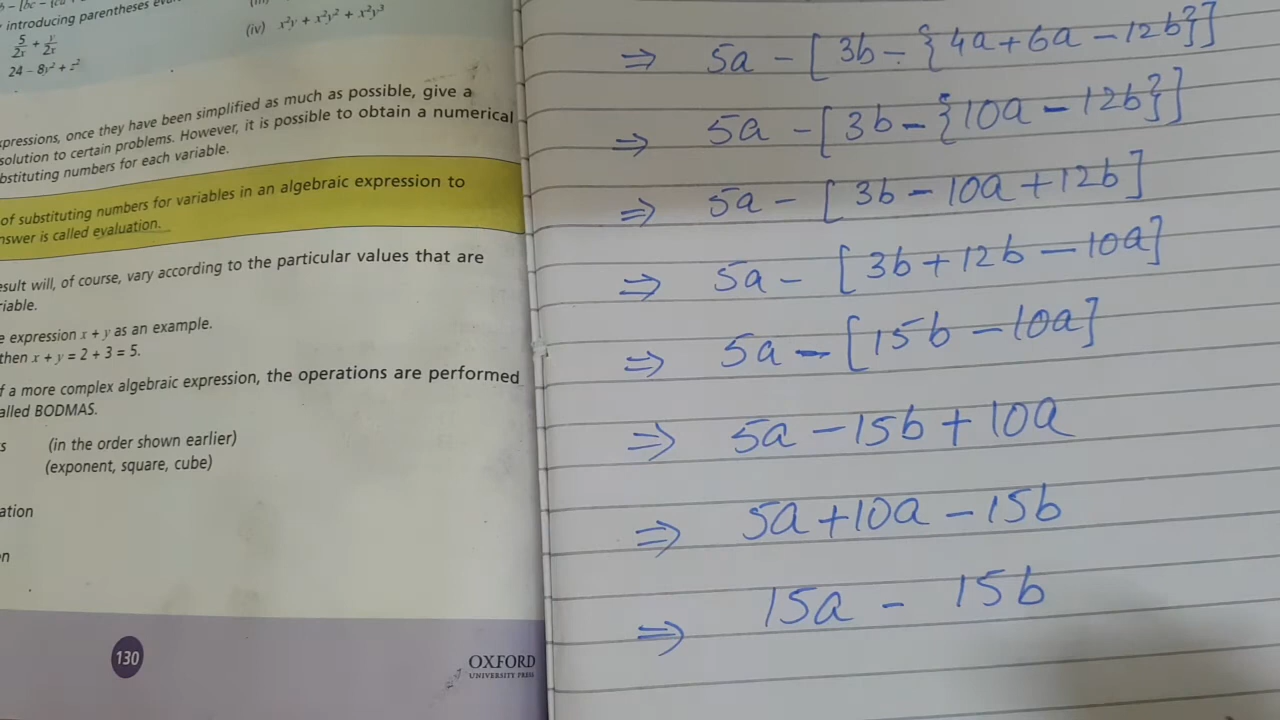 introducing parentheses
5/2x + y/2x
(iv) x²y + x²y² + x²y³
24 – 8y² + z²
expressions, once they have been simplified as much as possible, give a
solution to certain problems. However, it is possible to obtain a numerical
substituting numbers for each variable.
of substituting numbers for variables in an algebraic expression to
answer is called evaluation.
result will, of course, vary according to the particular values that are
riable.
e expression x + y as an example.
then x + y = 2 + 3 = 5.
f a more complex algebraic expression, the operations are performed
alled BODMAS.
s (in the order shown earlier)
(exponent, square, cube)
ation
n
130
OXFORD
UNIVERSITY PRESS
⇒ 5a – [3b – {4a + 6a – 12b}]
⇒ 5a – [3b – {10a – 12b}]
⇒ 5a – [3b – 10a + 12b]
⇒ 5a – [3b + 12b – 10a]
⇒ 5a – [15b – 10a]
⇒ 5a – 15b + 10a
⇒ 5a + 10a – 15b
⇒ 15a – 15b